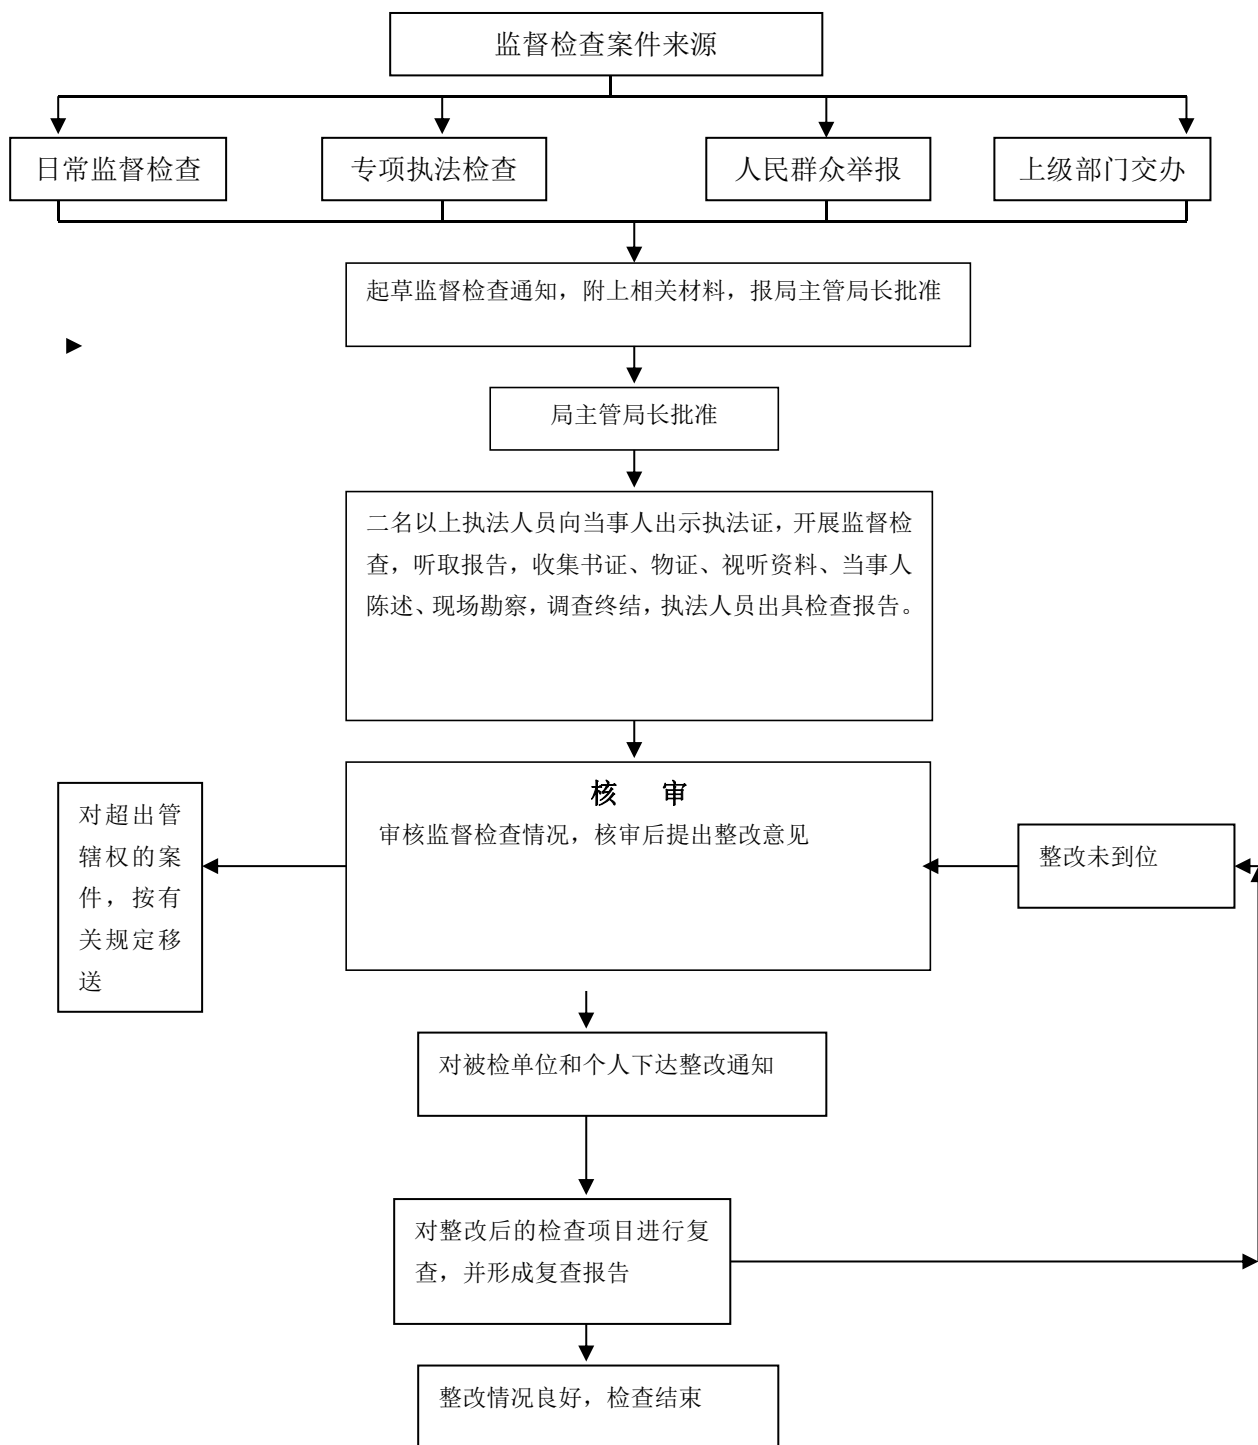 监督检查案件来源
日常监督检查
专项执法检查
人民群众举报
上级部门交办
起草监督检查通知，附上相关材料，报局主管局长批准
局主管局长批准
二名以上执法人员向当事人出示执法证，开展监督检
查，听取报告，收集书证、物证、视听资料、当事人
陈述、现场勘察，调查终结，执法人员出具检查报告。
核 审
审核监督检查情况，核审后提出整改意见
对超出管
辖权的案
件，按有
关规定移
送
整改未到位
对被检单位和个人下达整改通知
对整改后的检查项目进行复
查，并形成复查报告
整改情况良好，检查结束